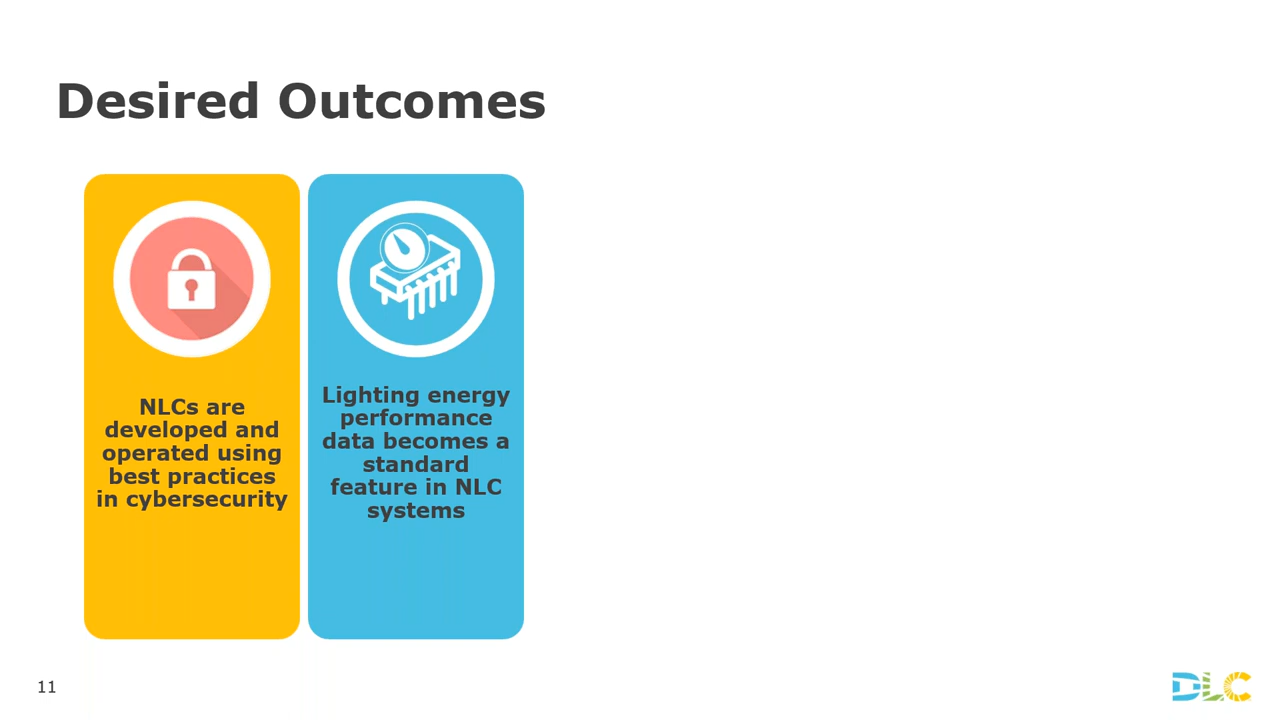 Desired Outcomes
NLCs are
developed and
operated using
best practices
in cybersecurity
Lighting energy
performance
data becomes a
standard
feature in NLC
systems
11
DLC